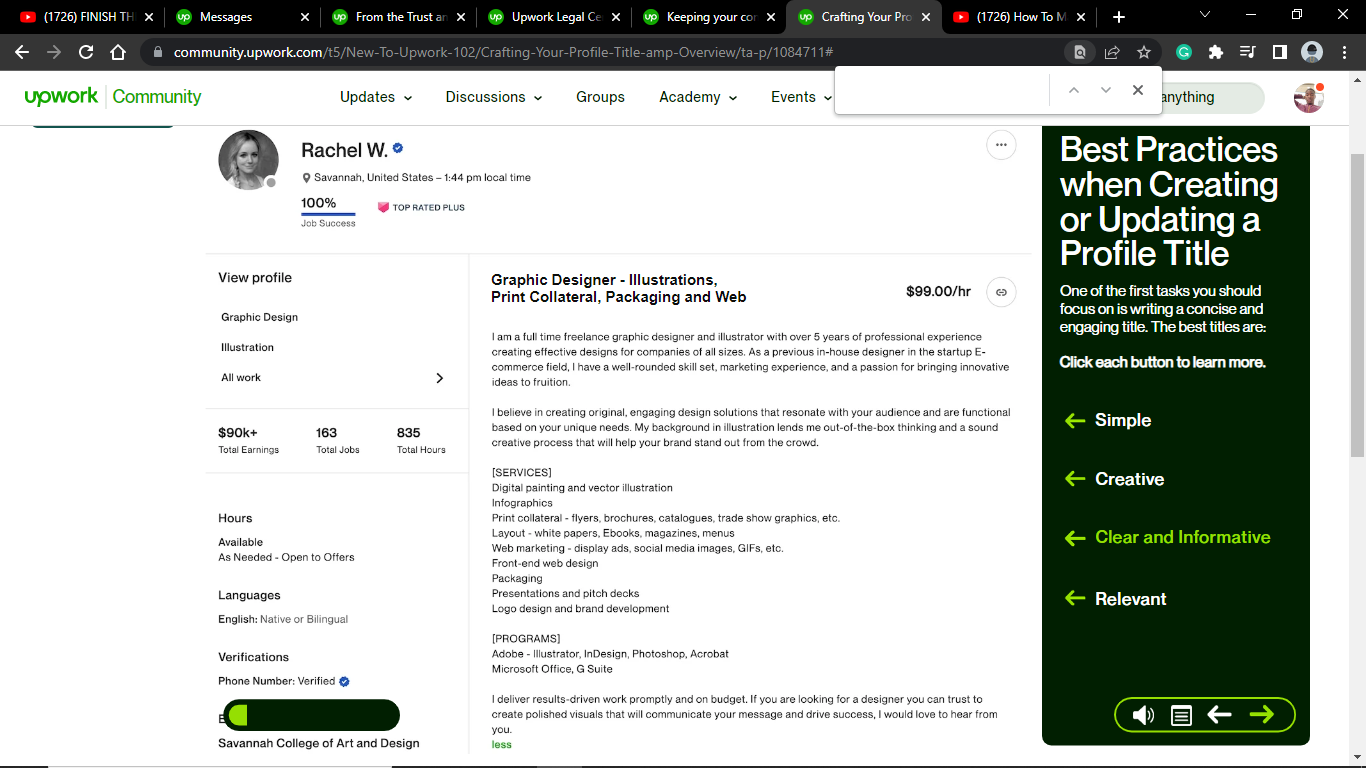 (1726) FINISH TH
Messages
From the Trust ar
Upwork Legal Ce
Keeping your cor
Crafting Your Pro
(1726) How To M
community.upwork.com/t5/New-To-Upwork-102/Crafting-Your-Profile-Title-amp-Overview/ta-p/1084711#
upwork Community
Updates
Discussions
Groups
Academy
Events
anything
Rachel W.
Savannah, United States – 1:44 pm local time
100%
TOP RATED PLUS
Job Success
View profile
Graphic Design
Illustration
All work
$90k+
163
835
Total Earnings
Total Jobs
Total Hours
Hours
Available
As Needed - Open to Offers
Languages
English: Native or Bilingual
Verifications
Phone Number: Verified
Savannah College of Art and Design
Graphic Designer - Illustrations,
Print Collateral, Packaging and Web
$99.00/hr
I am a full time freelance graphic designer and illustrator with over 5 years of professional experience
creating effective designs for companies of all sizes. As a previous in-house designer in the startup E-
commerce field, I have a well-rounded skill set, marketing experience, and a passion for bringing innovative
ideas to fruition.
I believe in creating original, engaging design solutions that resonate with your audience and are functional
based on your unique needs. My background in illustration lends me out-of-the-box thinking and a sound
creative process that will help your brand stand out from the crowd.
[SERVICES]
Digital painting and vector illustration
Infographics
Print collateral - flyers, brochures, catalogues, trade show graphics, etc.
Layout - white papers, Ebooks, magazines, menus
Web marketing - display ads, social media images, GIFs, etc.
Front-end web design
Packaging
Presentations and pitch decks
Logo design and brand development
[PROGRAMS]
Adobe - Illustrator, InDesign, Photoshop, Acrobat
Microsoft Office, G Suite
I deliver results-driven work promptly and on budget. If you are looking for a designer you can trust to
create polished visuals that will communicate your message and drive success, I would love to hear from
you.
less
Best Practices
when Creating
or Updating a
Profile Title
One of the first tasks you should
focus on is writing a concise and
engaging title. The best titles are:
Click each button to learn more.
Simple
Creative
Clear and Informative
Relevant